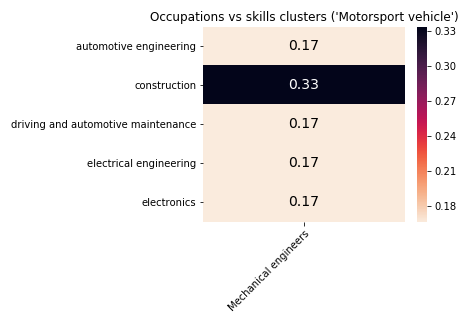 Occupations vs skills clusters ('Motorsport vehicle')
automotive engineering
0.17
construction
0.33
driving and automotive maintenance
0.17
electrical engineering
0.17
electronics
0.17
Mechanical engineers
0.33
0.30
0.27
0.24
0.21
0.18